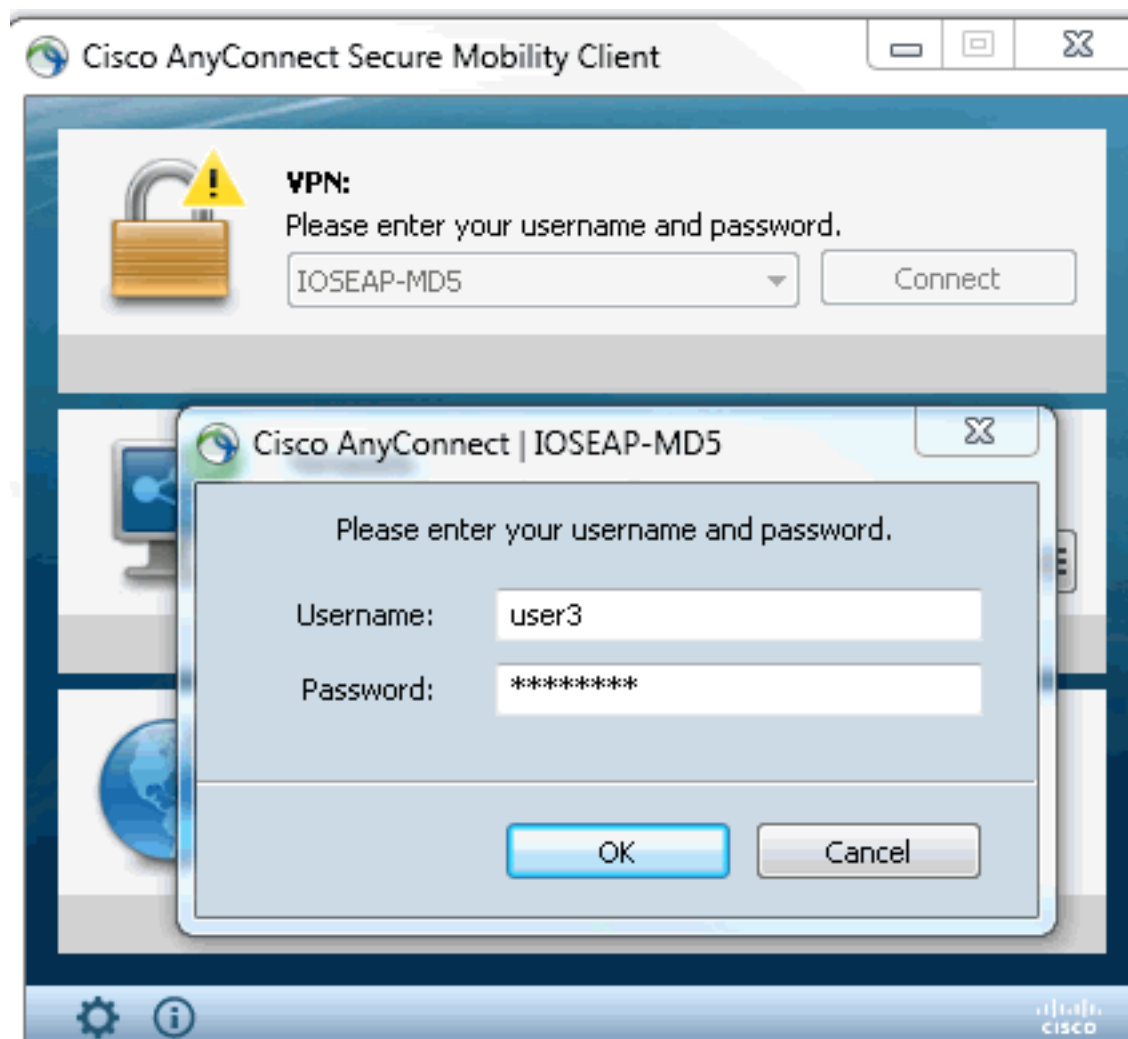 Cisco AnyConnect Secure Mobility Client
VPN:
Please enter your username and password.
IOSEAP-MD5
Connect
Cisco AnyConnect | IOSEAP-MD5
Please enter your username and password.
Username:
user3
Password:
********
OK
Cancel
CISCO